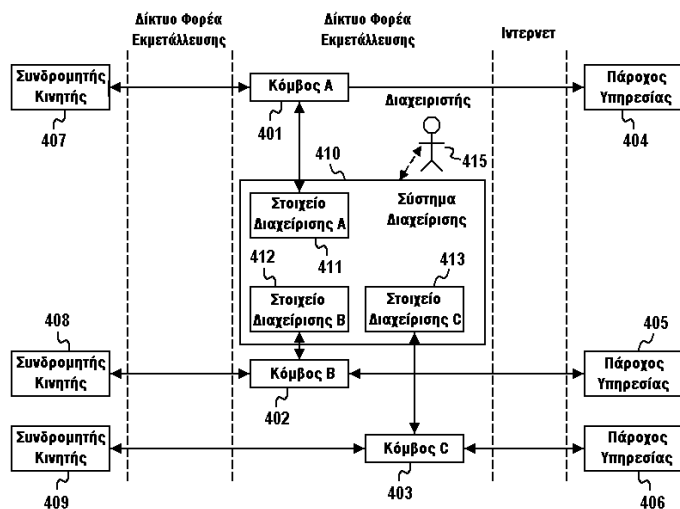 Δίκτυο Φορέα
Εκμετάλλευσης
Δίκτυο Φορέα
Εκμετάλλευσης
Ιντερνετ
Συνδρομητής
Κινητής
407
Κόμβος Α
401
Πάροχος
Υπηρεσίας
404
Διαχειριστής
415
410
Σύστημα
Διαχείρισης
Στοιχείο
Διαχείρισης Α
411
412
Στοιχείο
Διαχείρισης Β
413
Στοιχείο
Διαχείρισης C
408
Συνδρομητής
Κινητής
Κόμβος Β
402
405
Πάροχος
Υπηρεσίας
Συνδρομητής
Κινητής
409
Κόμβος C
403
Πάροχος
Υπηρεσίας
406